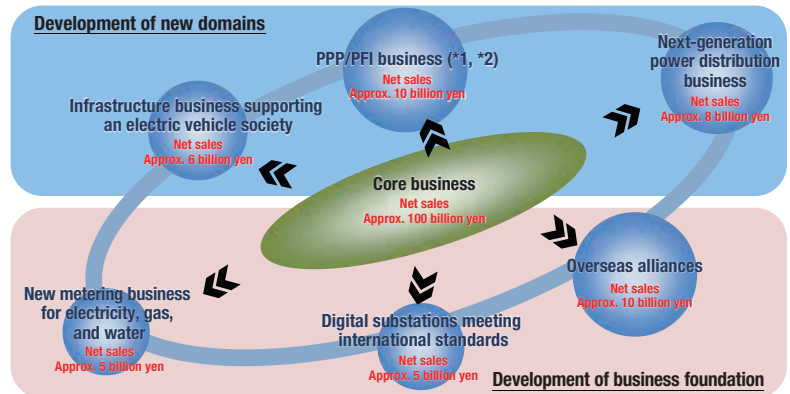 Development of new domains
PPP/PFI business (*1, *2)
Net sales
Approx. 10 billion yen
Next-generation
power distribution
business
Net sales
Approx. 8 billion yen
Infrastructure business supporting
an electric vehicle society
Net sales
Approx. 6 billion yen
Core business
Net sales
Approx. 100 billion yen
Overseas alliances
Net sales
Approx. 10 billion yen
New metering business
for electricity, gas,
and water
Net sales
Approx. 5 billion yen
Digital substations meeting
international standards
Net sales
Approx. 5 billion yen
Development of business foundation